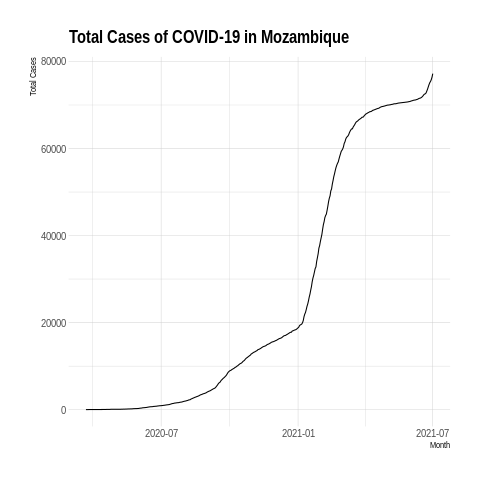 Total Cases of COVID-19 in Mozambique
Total Cases
80000
60000
40000
20000
0
2020-07 2021-01 2021-07
Month